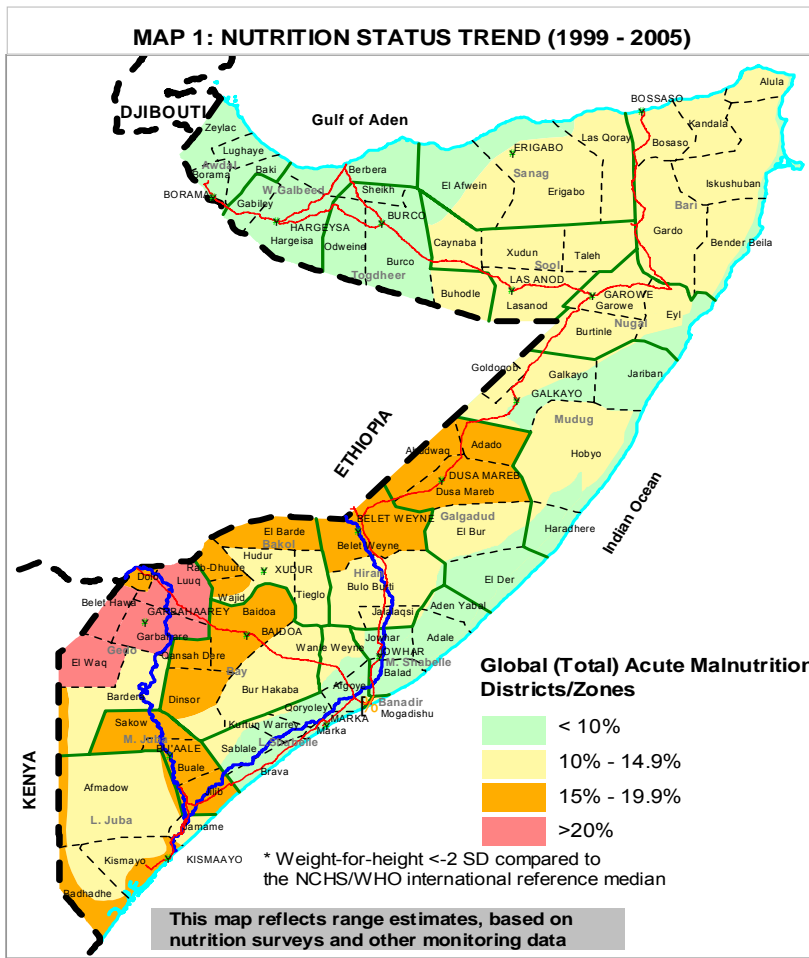 MAP 1: NUTRITION STATUS TREND (1999 - 2005)
DJIBOUTI
Gulf of Aden
Alula
BOSSASO
Kandala
Zeylac
Las Qoray
Bosaso
Lughaye
ERIGABO
Awdal
Baki
Berbera
Sanag
Borama
W.Galbeed
Sheikh
El Afwein
Iskushuban
BORAMA
Erigabo
Bari
Gabiley
BURCO
HARGEYSA
Gardo
Hargeisa
Odweine
Caynaba
Xudun
Taleh
Bender Beila
Burco
Sool
Togdheer
LAS ANOD
Buhodle
Lasanod
GAROWE
Garowe
Eyl
Nugal
Burtinle
Goldogob
Galkayo
Jariban
GALKAYO
ETHIOPIA
Mudug
Adado
Hobyo
DUSA MAREB
Dusa Mareb
Indian Ocean
BELET WEYNE
Galgadud
El Barde
El Bur
Haradhere
Bakol
Belet Weyne
Hudur
Rab-Dhuure
XUDUR
Hiran
El Der
Luuq
Bulo Burti
Belet Hawa
Wajid
Tieglo
Baidoa
Aden Yabal
GARBAHAAREY
Jalalaqsi
Garbahare
BAIDOA
Jowhar
Adale
Qansah Dere
Wanle Weyne
JOWHAR
Gedo
M. Shabelle
El Waq
Bay
Balad
Bur Hakaba
Afgoye
Banadir
Dinsor
Qoryoley
Mogadishu
MARKA
Marka
Sakow
Kurtun Warrey
M. Juba
L.Shabelle
BU'AALE
Sablale
Buale
Brava
Afmadow
Jilib
KENYA
L. Juba
Jamame
Kismayo
KISMAAYO
Badhadhe
Global (Total) Acute Malnutrition
Districts/Zones
< 10%
10% - 14.9%
15% - 19.9%
>20%
* Weight-for-height <-2 SD compared to
the NCHS/WHO international reference median
This map reflects range estimates, based on
nutrition surveys and other monitoring data